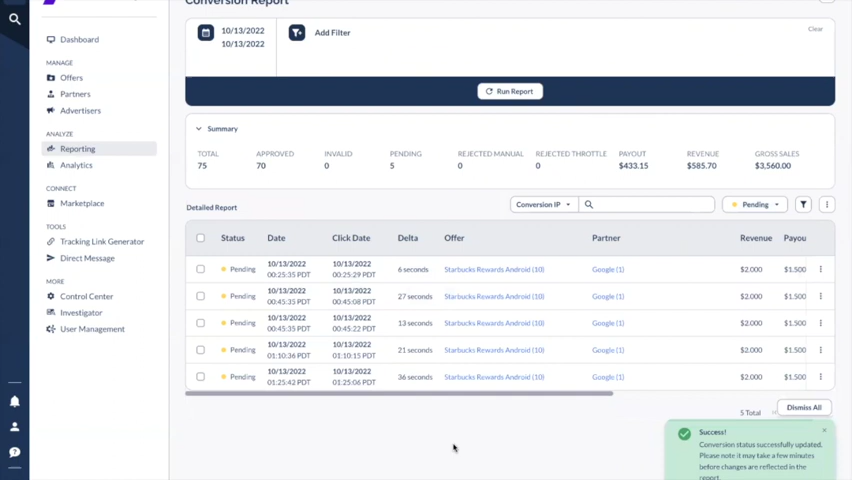 Conversion Report
10/13/2022
10/13/2022
Add Filter
Clear
Run Report
Dashboard
MANAGE
Offers
Partners
Advertisers
ANALYZE
Reporting
Analytics
CONNECT
Marketplace
TOOLS
Tracking Link Generator
Direct Message
MORE
Control Center
Investigator
User Management
Summary
TOTAL APPROVED INVALID PENDING REJECTED MANUAL REJECTED THROTTLE PAYOUT REVENUE GROSS SALES
75 70 0 5 0 0 $433.15 $585.70 $3,560.00
Detailed Report Conversion IP Pending
Status Date Click Date Delta Offer Partner Revenue Payou
Pending 10/13/2022 00:25:35 PDT 10/13/2022 00:25:29 PDT 6 seconds Starbucks Rewards Android (10) Google (1) $2.000 $1.500
Pending 10/13/2022 00:45:35 PDT 10/13/2022 00:45:08 PDT 27 seconds Starbucks Rewards Android (10) Google (1) $2.000 $1.500
Pending 10/13/2022 00:45:35 PDT 10/13/2022 00:45:22 PDT 13 seconds Starbucks Rewards Android (10) Google (1) $2.000 $1.500
Pending 10/13/2022 01:10:36 PDT 10/13/2022 01:10:15 PDT 21 seconds Starbucks Rewards Android (10) Google (1) $2.000 $1.500
Pending 10/13/2022 01:25:42 PDT 10/13/2022 01:25:06 PDT 36 seconds Starbucks Rewards Android (10) Google (1) $2.000 $1.500
5 Total
Dismiss All
Success!
Conversion status successfully updated.
Please note it may take a few minutes
before changes are reflected in the
report.